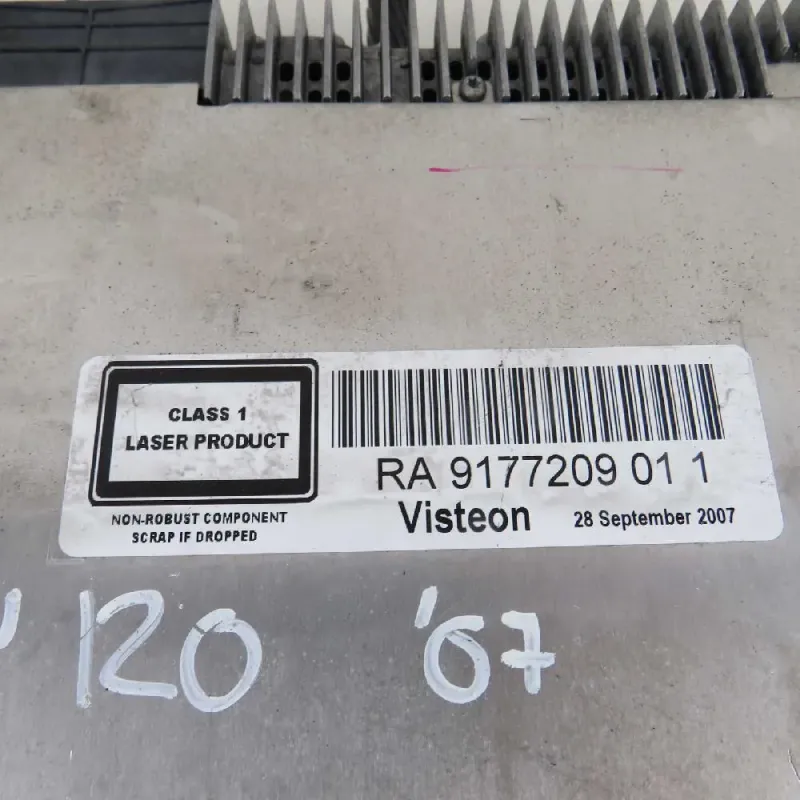 CLASS 1
LASER PRODUCT
NON-ROBUST COMPONENT
SCRAP IF DROPPED
RA 9177209 01 1
Visteon 28 September 2007
120 '07